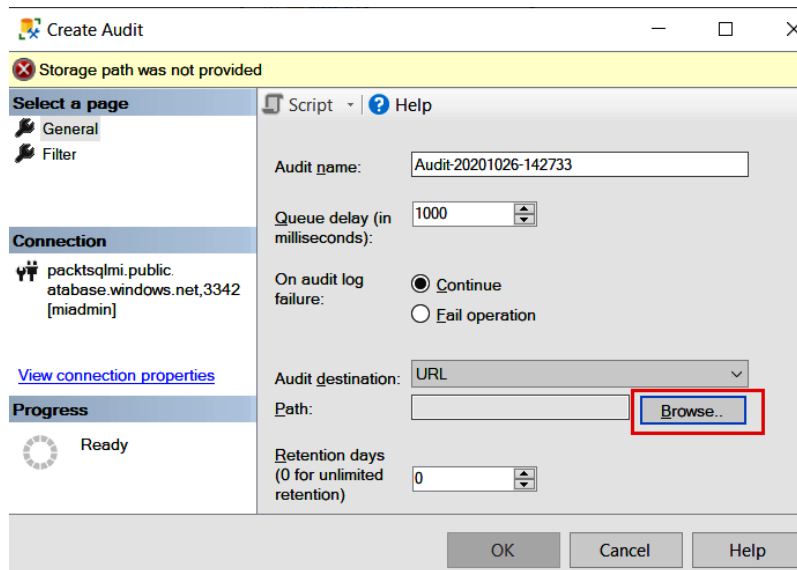 Create Audit
Storage path was not provided
Select a page
General
Filter
Connection
packtsqlmi.public.
atabase.windows.net,3342
[miadmin]
View connection properties
Progress
Ready
Script
Help
Audit name:
Audit-20201026-142733
Queue delay (in
milliseconds):
1000
On audit log
failure:
Continue
Fail operation
Audit destination:
URL
Path:
Browse..
Retention days
(0 for unlimited
retention)
0
OK
Cancel
Help